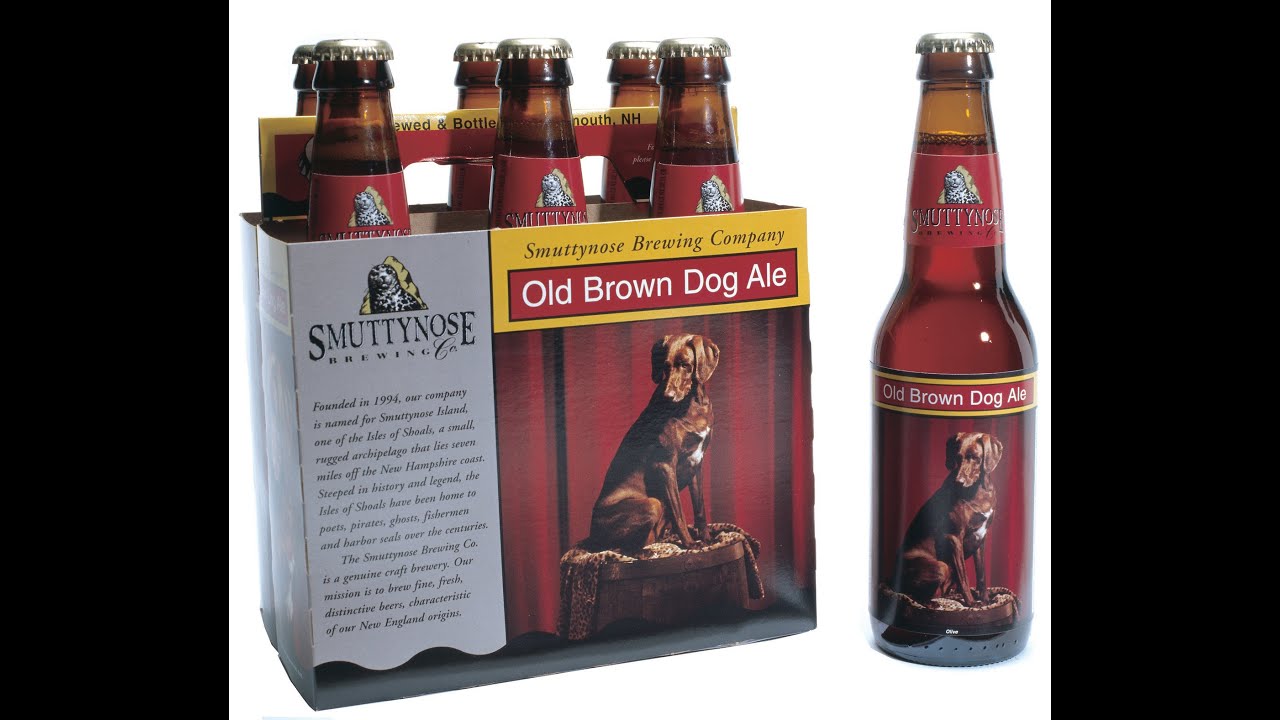 ewed & Bottle
mouth, NH
SMUTTYNOSE
SMUTTYNOSE
BREWING Co.
Smuttynose Brewing Company
Old Brown Dog Ale
Founded in 1994, our company
is named for Smuttynose Island,
one of the Isles of Shoals, a small,
rugged archipelago that lies seven
miles off the New Hampshire coast.
Steeped in history and legend, the
Isles of Shoals have been home to
poets, pirates, ghosts, fishermen
and harbor seals over the centuries.
The Smuttynose Brewing Co.
is a genuine craft brewery. Our
mission is to brew fine, fresh,
distinctive beers, characteristic
of our New England origins.
SMUTTYNOSE
BREWING Co.
Old Brown Dog Ale
Olive